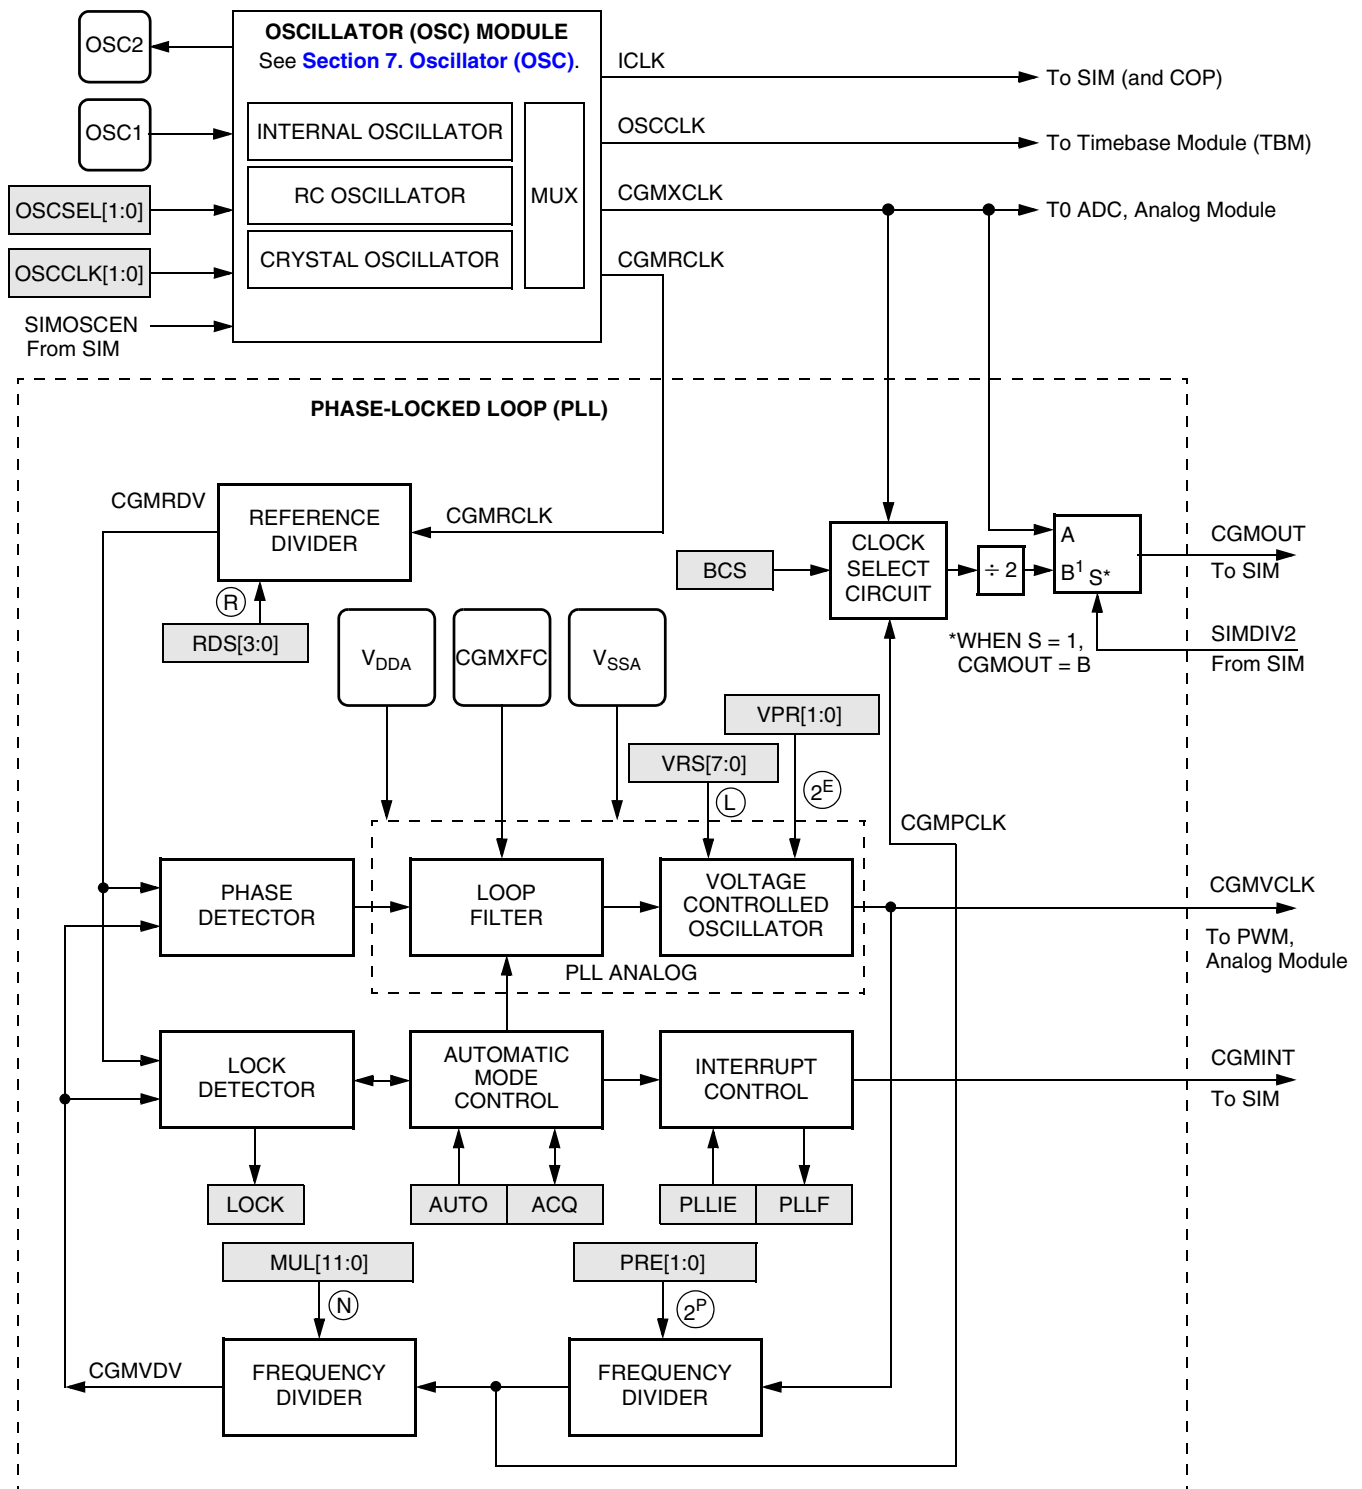 OSC2
OSCILLATOR (OSC) MODULE
See Section 7. Oscillator (OSC).
ICLK
To SIM (and COP)
OSC1
INTERNAL OSCILLATOR
MUX
OSCCLK
To Timebase Module (TBM)
OSCSEL[1:0]
RC OSCILLATOR
CGMXCLK
T0 ADC, Analog Module
OSCCLK[1:0]
CRYSTAL OSCILLATOR
CGMRCLK
SIMOSCEN
From SIM
PHASE-LOCKED LOOP (PLL)
CGMRDV
REFERENCE
DIVIDER
CGMRCLK
R
RDS[3:0]
BCS
CLOCK
SELECT
CIRCUIT
÷ 2
A
B¹ S*
CGMOUT
To SIM
*WHEN S = 1,
CGMOUT = B
SIMDIV2
From SIM
VDDA
CGMXFC
VSSA
VPR[1:0]
VRS[7:0]
L
2ᴱ
CGMPCLK
PHASE
DETECTOR
LOOP
FILTER
VOLTAGE
CONTROLLED
OSCILLATOR
PLL ANALOG
CGMVCLK
To PWM,
Analog Module
LOCK
DETECTOR
AUTOMATIC
MODE
CONTROL
INTERRUPT
CONTROL
CGMINT
To SIM
LOCK
AUTO
ACQ
PLLIE
PLLF
MUL[11:0]
N
PRE[1:0]
2ᴾ
CGMVDV
FREQUENCY
DIVIDER
FREQUENCY
DIVIDER